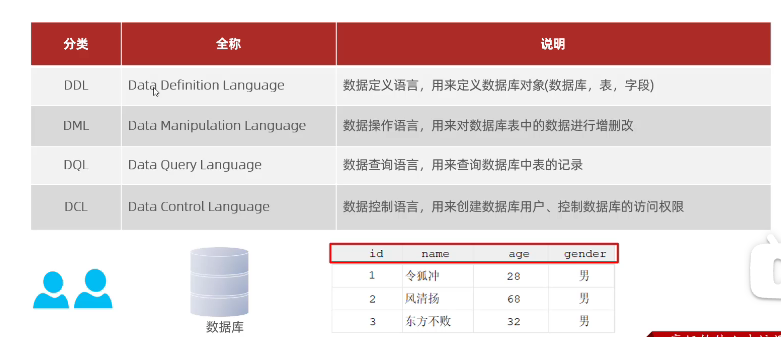 分类 全称 说明
DDL Data Definition Language 数据定义语言，用来定义数据库对象(数据库，表，字段)
DML Data Manipulation Language 数据操作语言，用来对数据库表中的数据进行增删改
DQL Data Query Language 数据查询语言，用来查询数据库中表的记录
DCL Data Control Language 数据控制语言，用来创建数据库用户、控制数据库的访问权限
id name age gender
1 令狐冲 28 男
2 风清扬 68 男
3 东方不败 32 男
数据库